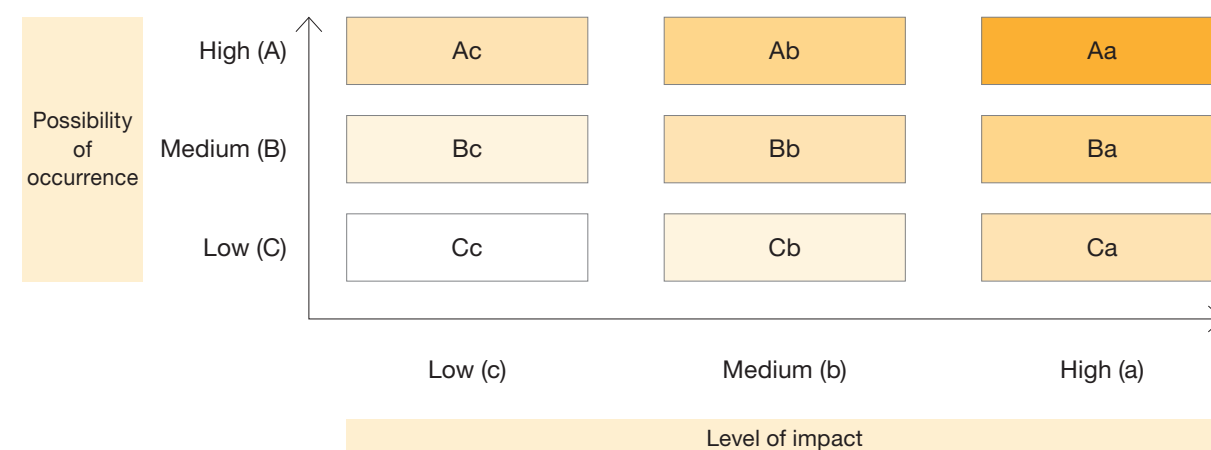 High (A)
Ac
Ab
Aa
Possibility
of
occurrence
Medium (B)
Bc
Bb
Ba
Low (C)
Cc
Cb
Ca
Low (c)
Medium (b)
High (a)
Level of impact